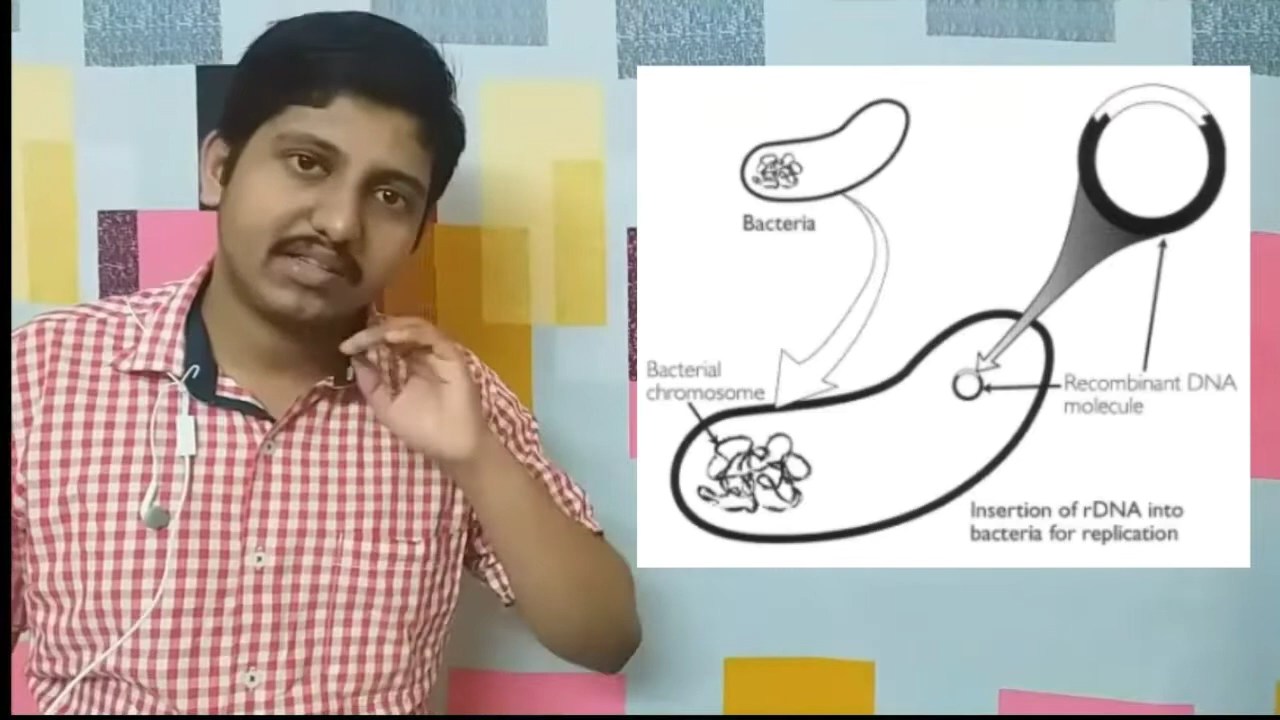 Bacteria
Bacterial
chromosome
Recombinant DNA
molecule
Insertion of rDNA into
bacteria for replication